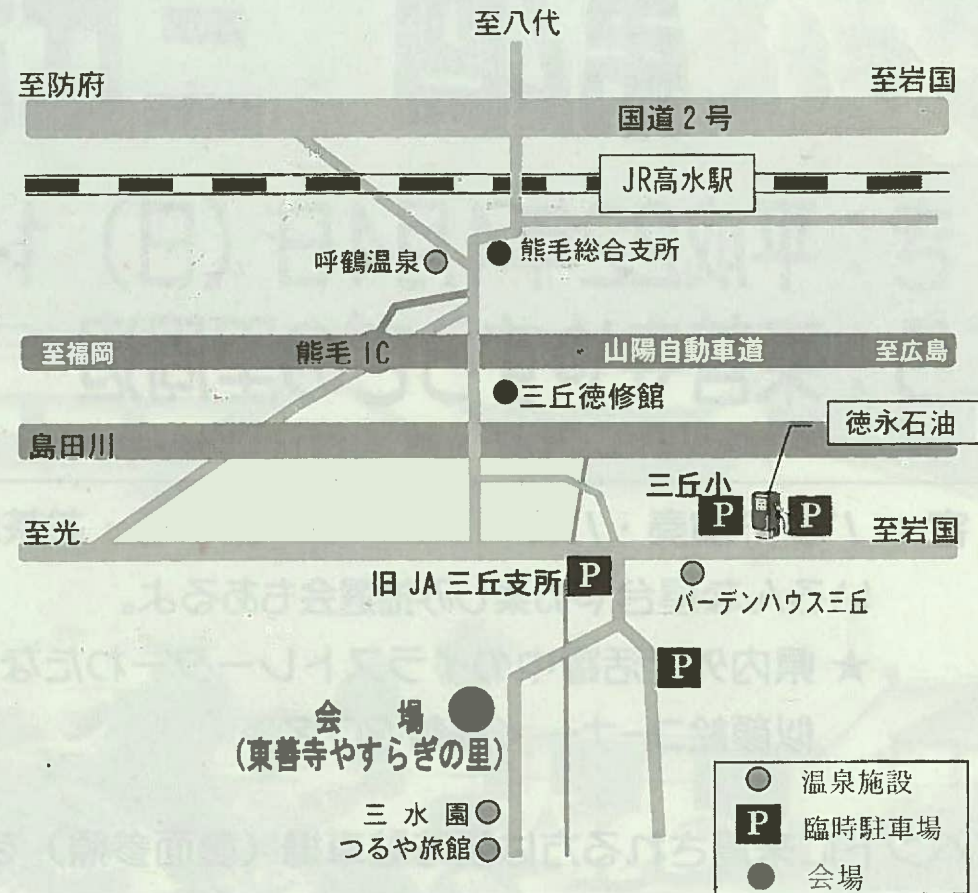 至八代
至防府
至岩国
国道2号
JR高水駅
呼鶴温泉
熊毛総合支所
至福岡
熊毛IC
山陽自動車道
至広島
三丘徳修館
徳永石油
島田川
三丘小
P
P
至光
至岩国
旧JA三丘支所
P
バーデンハウス三丘
P
会場
(東善寺やすらぎの里)
三水園
つるや旅館
温泉施設
P 臨時駐車場
会場